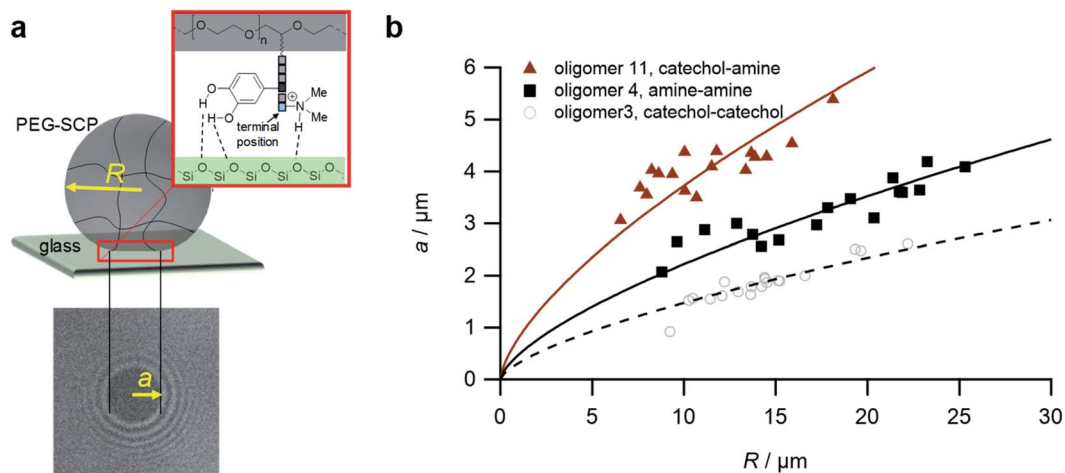 a
PEG-SCP
R
glass
a
O
O
n
O
O
H
O
H
O
⊕
N
Me
Me
H
terminal
position
O
O
O
O
Si
Si
Si
Si
Si
b
oligomer 11, catechol-amine
oligomer 4, amine-amine
oligomer3, catechol-catechol
a / µm
6
5
4
3
2
1
0
0 5 10 15 20 25 30
R / µm